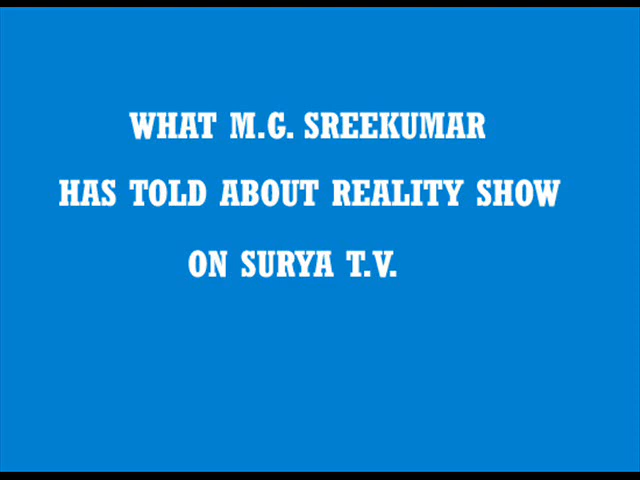 WHAT M.G. SREEKUMAR
HAS TOLD ABOUT REALITY SHOW
ON SURYA T.V.